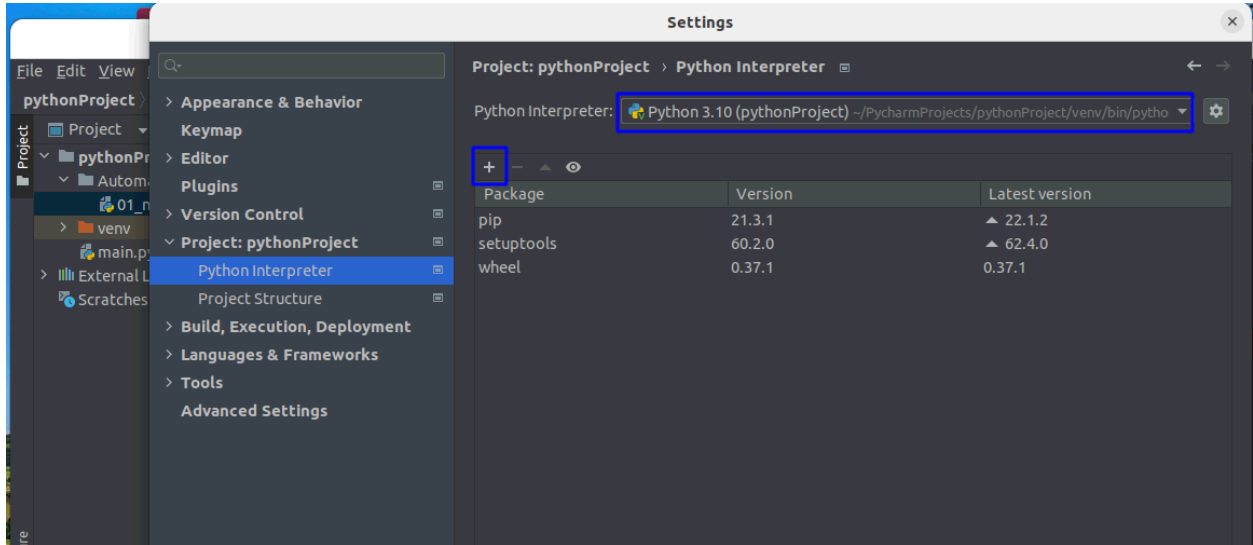 Settings
File Edit View
pythonProject
Project
Project
pythonPr
Autom
01_n
venv
main.py
External L
Scratches
Appearance & Behavior
Keymap
Editor
Plugins
Version Control
Project: pythonProject
Python Interpreter
Project Structure
Build, Execution, Deployment
Languages & Frameworks
Tools
Advanced Settings
Project: pythonProject › Python Interpreter
Python Interpreter: Python 3.10 (pythonProject) ~/PycharmProjects/pythonProject/venv/bin/pytho
Package Version Latest version
pip 21.3.1 22.1.2
setuptools 60.2.0 62.4.0
wheel 0.37.1 0.37.1